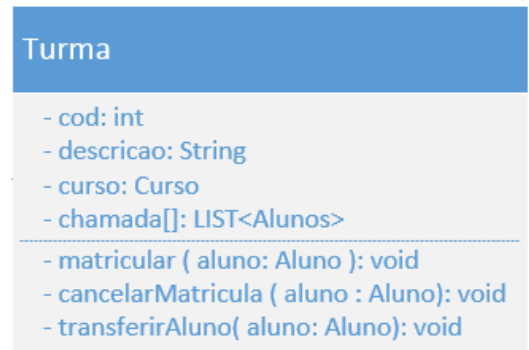 Turma
- cod: int
- descricao: String
- curso: Curso
- chamada[]: LIST<Alunos>
- matricular ( aluno: Aluno ): void
- cancelarMatricula ( aluno : Aluno): void
- transferirAluno( aluno: Aluno): void